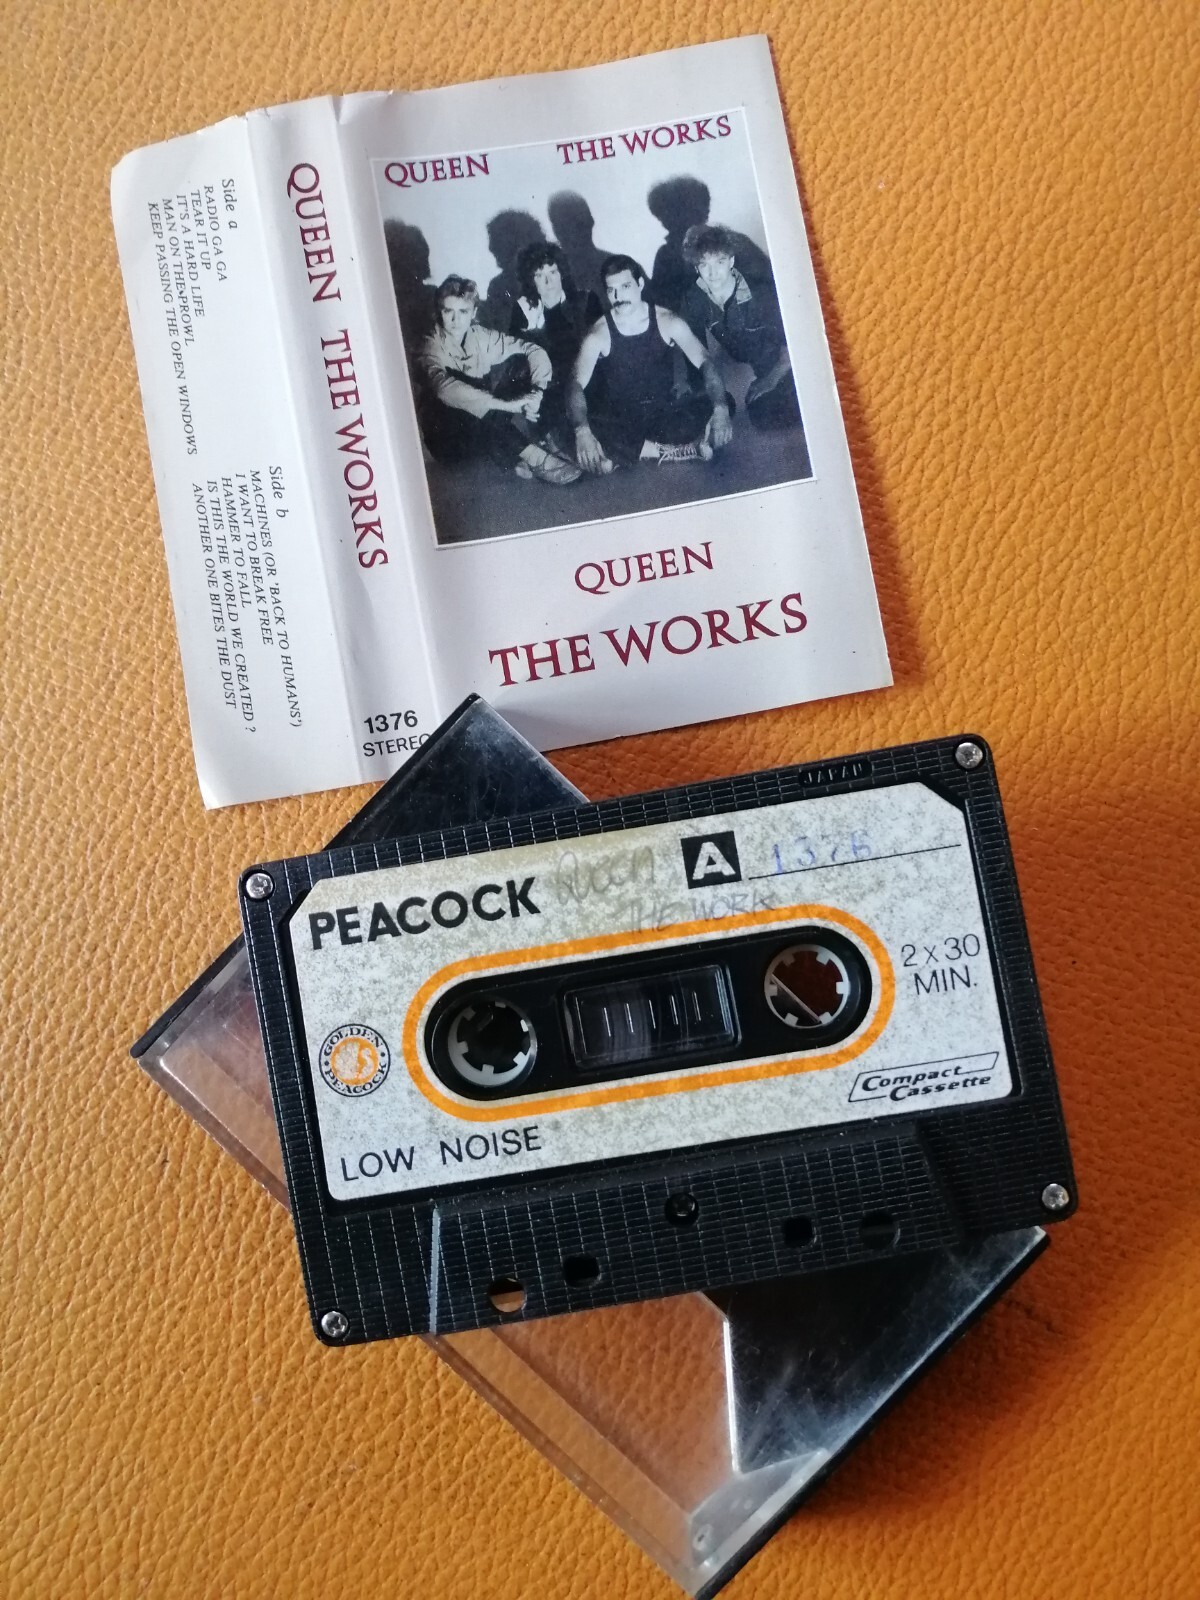 QUEEN THE WORKS
QUEEN
THE WORKS
QUEEN THE WORKS
1376
STEREO
Side a
RADIO GA GA
TEAR IT UP
IT'S A HARD LIFE
MAN ON THE PROWL
KEEP PASSING THE OPEN WINDOWS
Side b
MACHINES (OR 'BACK TO HUMANS')
I WANT TO BREAK FREE
HAMMER TO FALL
IS THIS THE WORLD WE CREATED ?
ANOTHER ONE BITES THE DUST
JAPAN
PEACOCK Queen A 1376
THE WORK
2 x 30
MIN.
GOLDEN
PEACOCK
Compact
Cassette
LOW NOISE